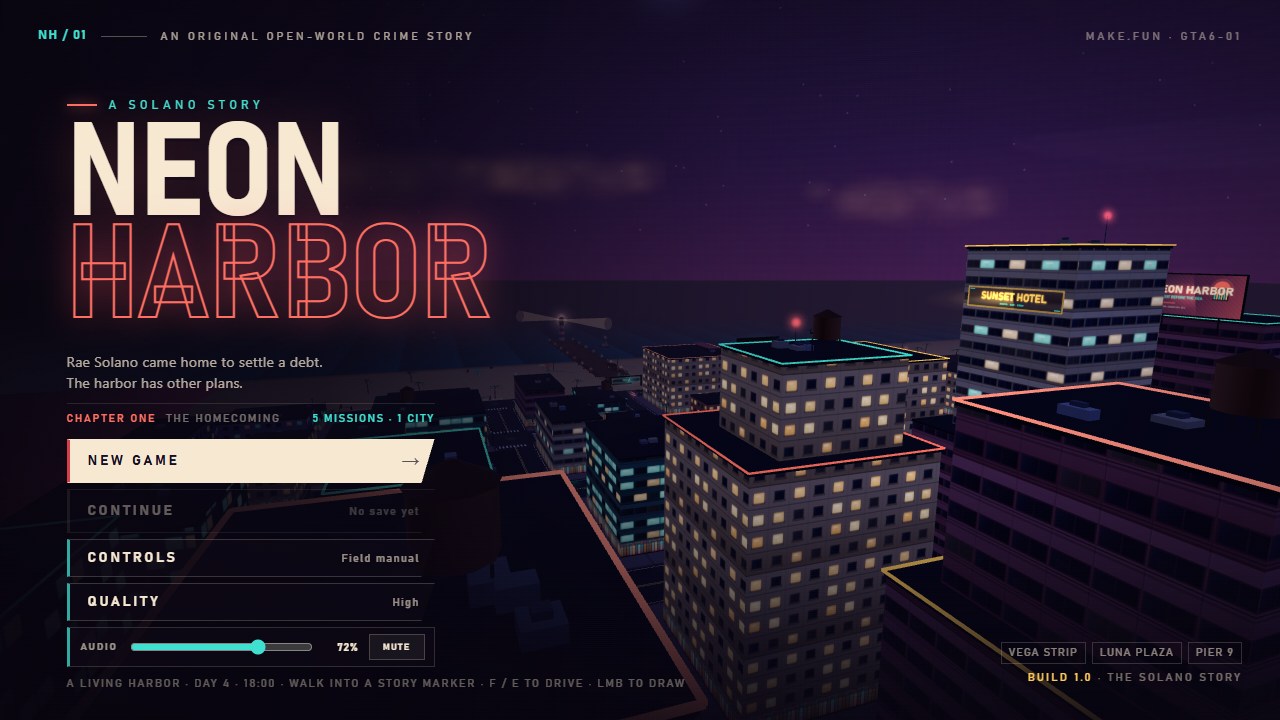 NH / 01 AN ORIGINAL OPEN-WORLD CRIME STORY
MAKE.FUN · GTA6-01
A SOLANO STORY
NEON
HARBOR
Rae Solano came home to settle a debt.
The harbor has other plans.
CHAPTER ONE THE HOMECOMING 5 MISSIONS · 1 CITY
NEW GAME →
CONTINUE No save yet
CONTROLS Field manual
QUALITY High
AUDIO 72% MUTE
A LIVING HARBOR · DAY 4 · 18:00 · WALK INTO A STORY MARKER · F / E TO DRIVE · LMB TO DRAW
SUNSET HOTEL
EON HARBOR
VEGA STRIP LUNA PLAZA PIER 9
BUILD 1.0 · THE SOLANO STORY